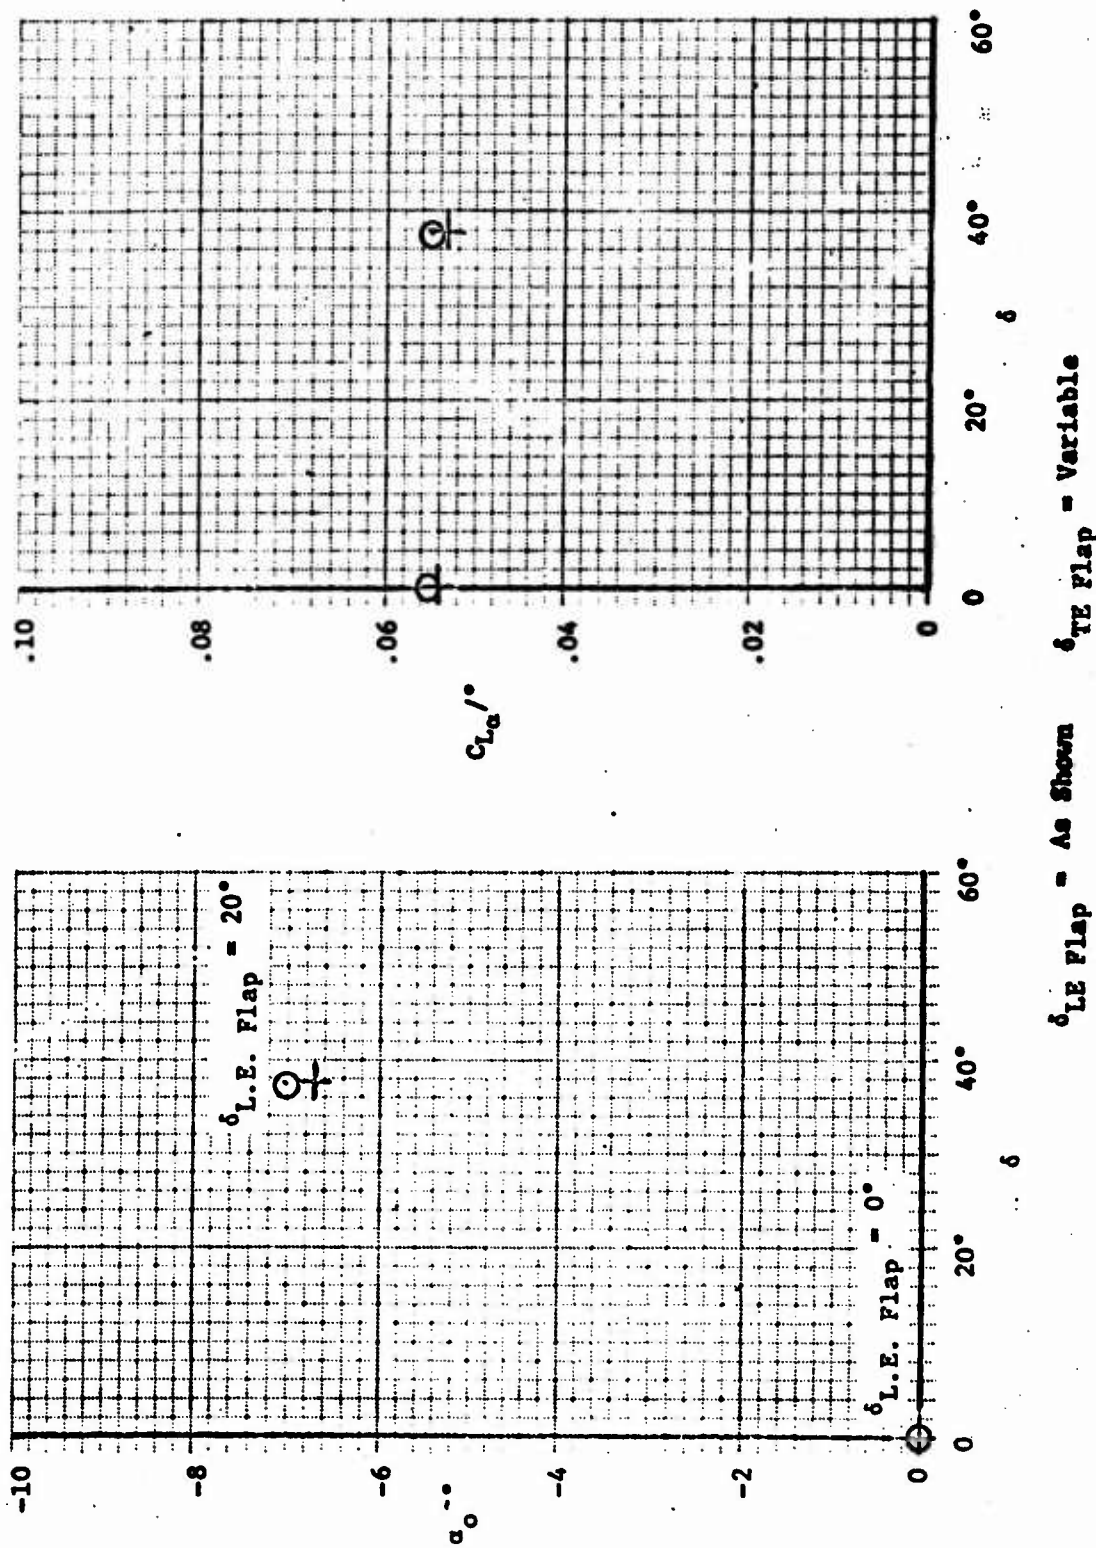 -10
-8
-6
α₀ ~°
-4
-2
0
δL.E. Flap = 20°
δL.E. Flap = 0°
0
20°
40°
60°
δ
.10
.08
.06
CLα/°
.04
.02
0
0
20°
40°
60°
δ
δLE Flap = As Shown δTE Flap = Variable